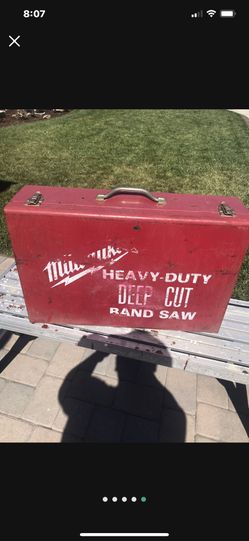 8:07
Milwaukee
HEAVY-DUTY
DEEP CUT
BAND SAW